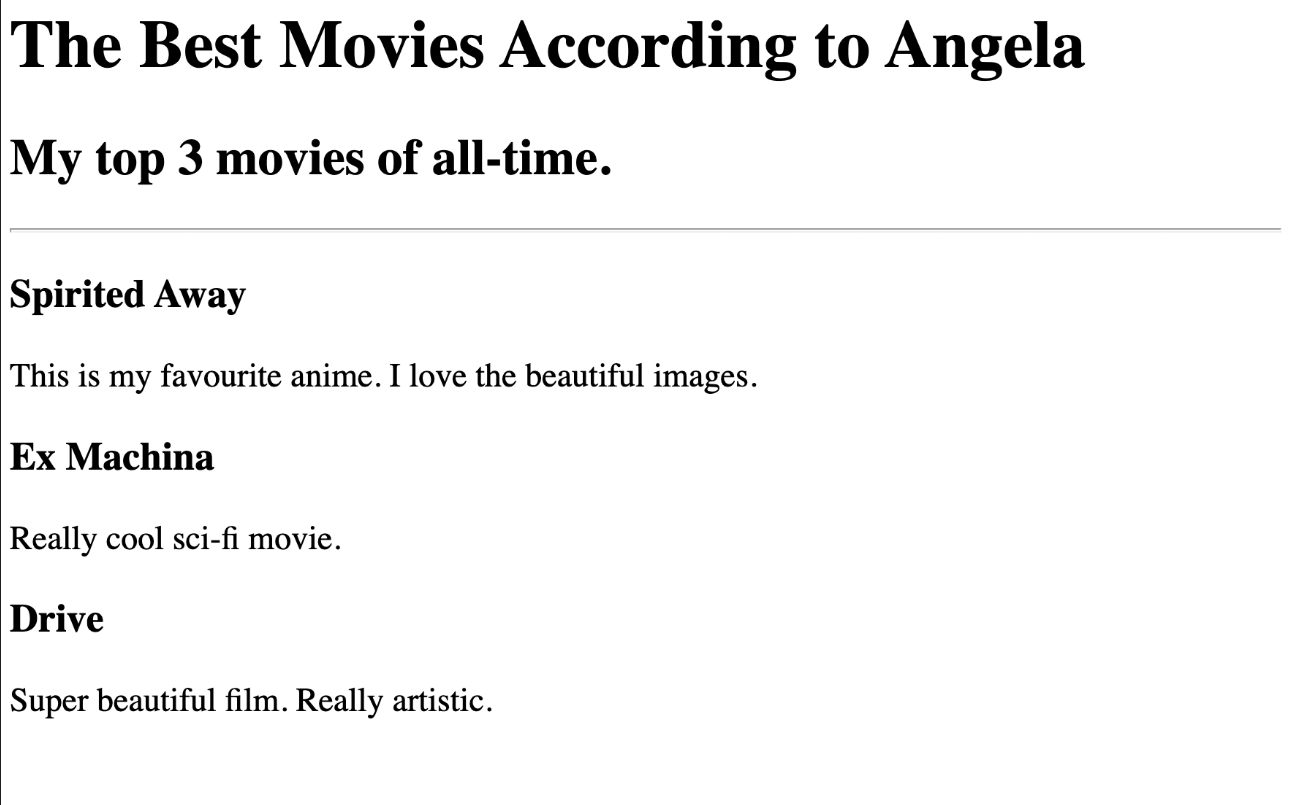 The Best Movies According to Angela
My top 3 movies of all-time.
Spirited Away
This is my favourite anime. I love the beautiful images.
Ex Machina
Really cool sci-fi movie.
Drive
Super beautiful film. Really artistic.